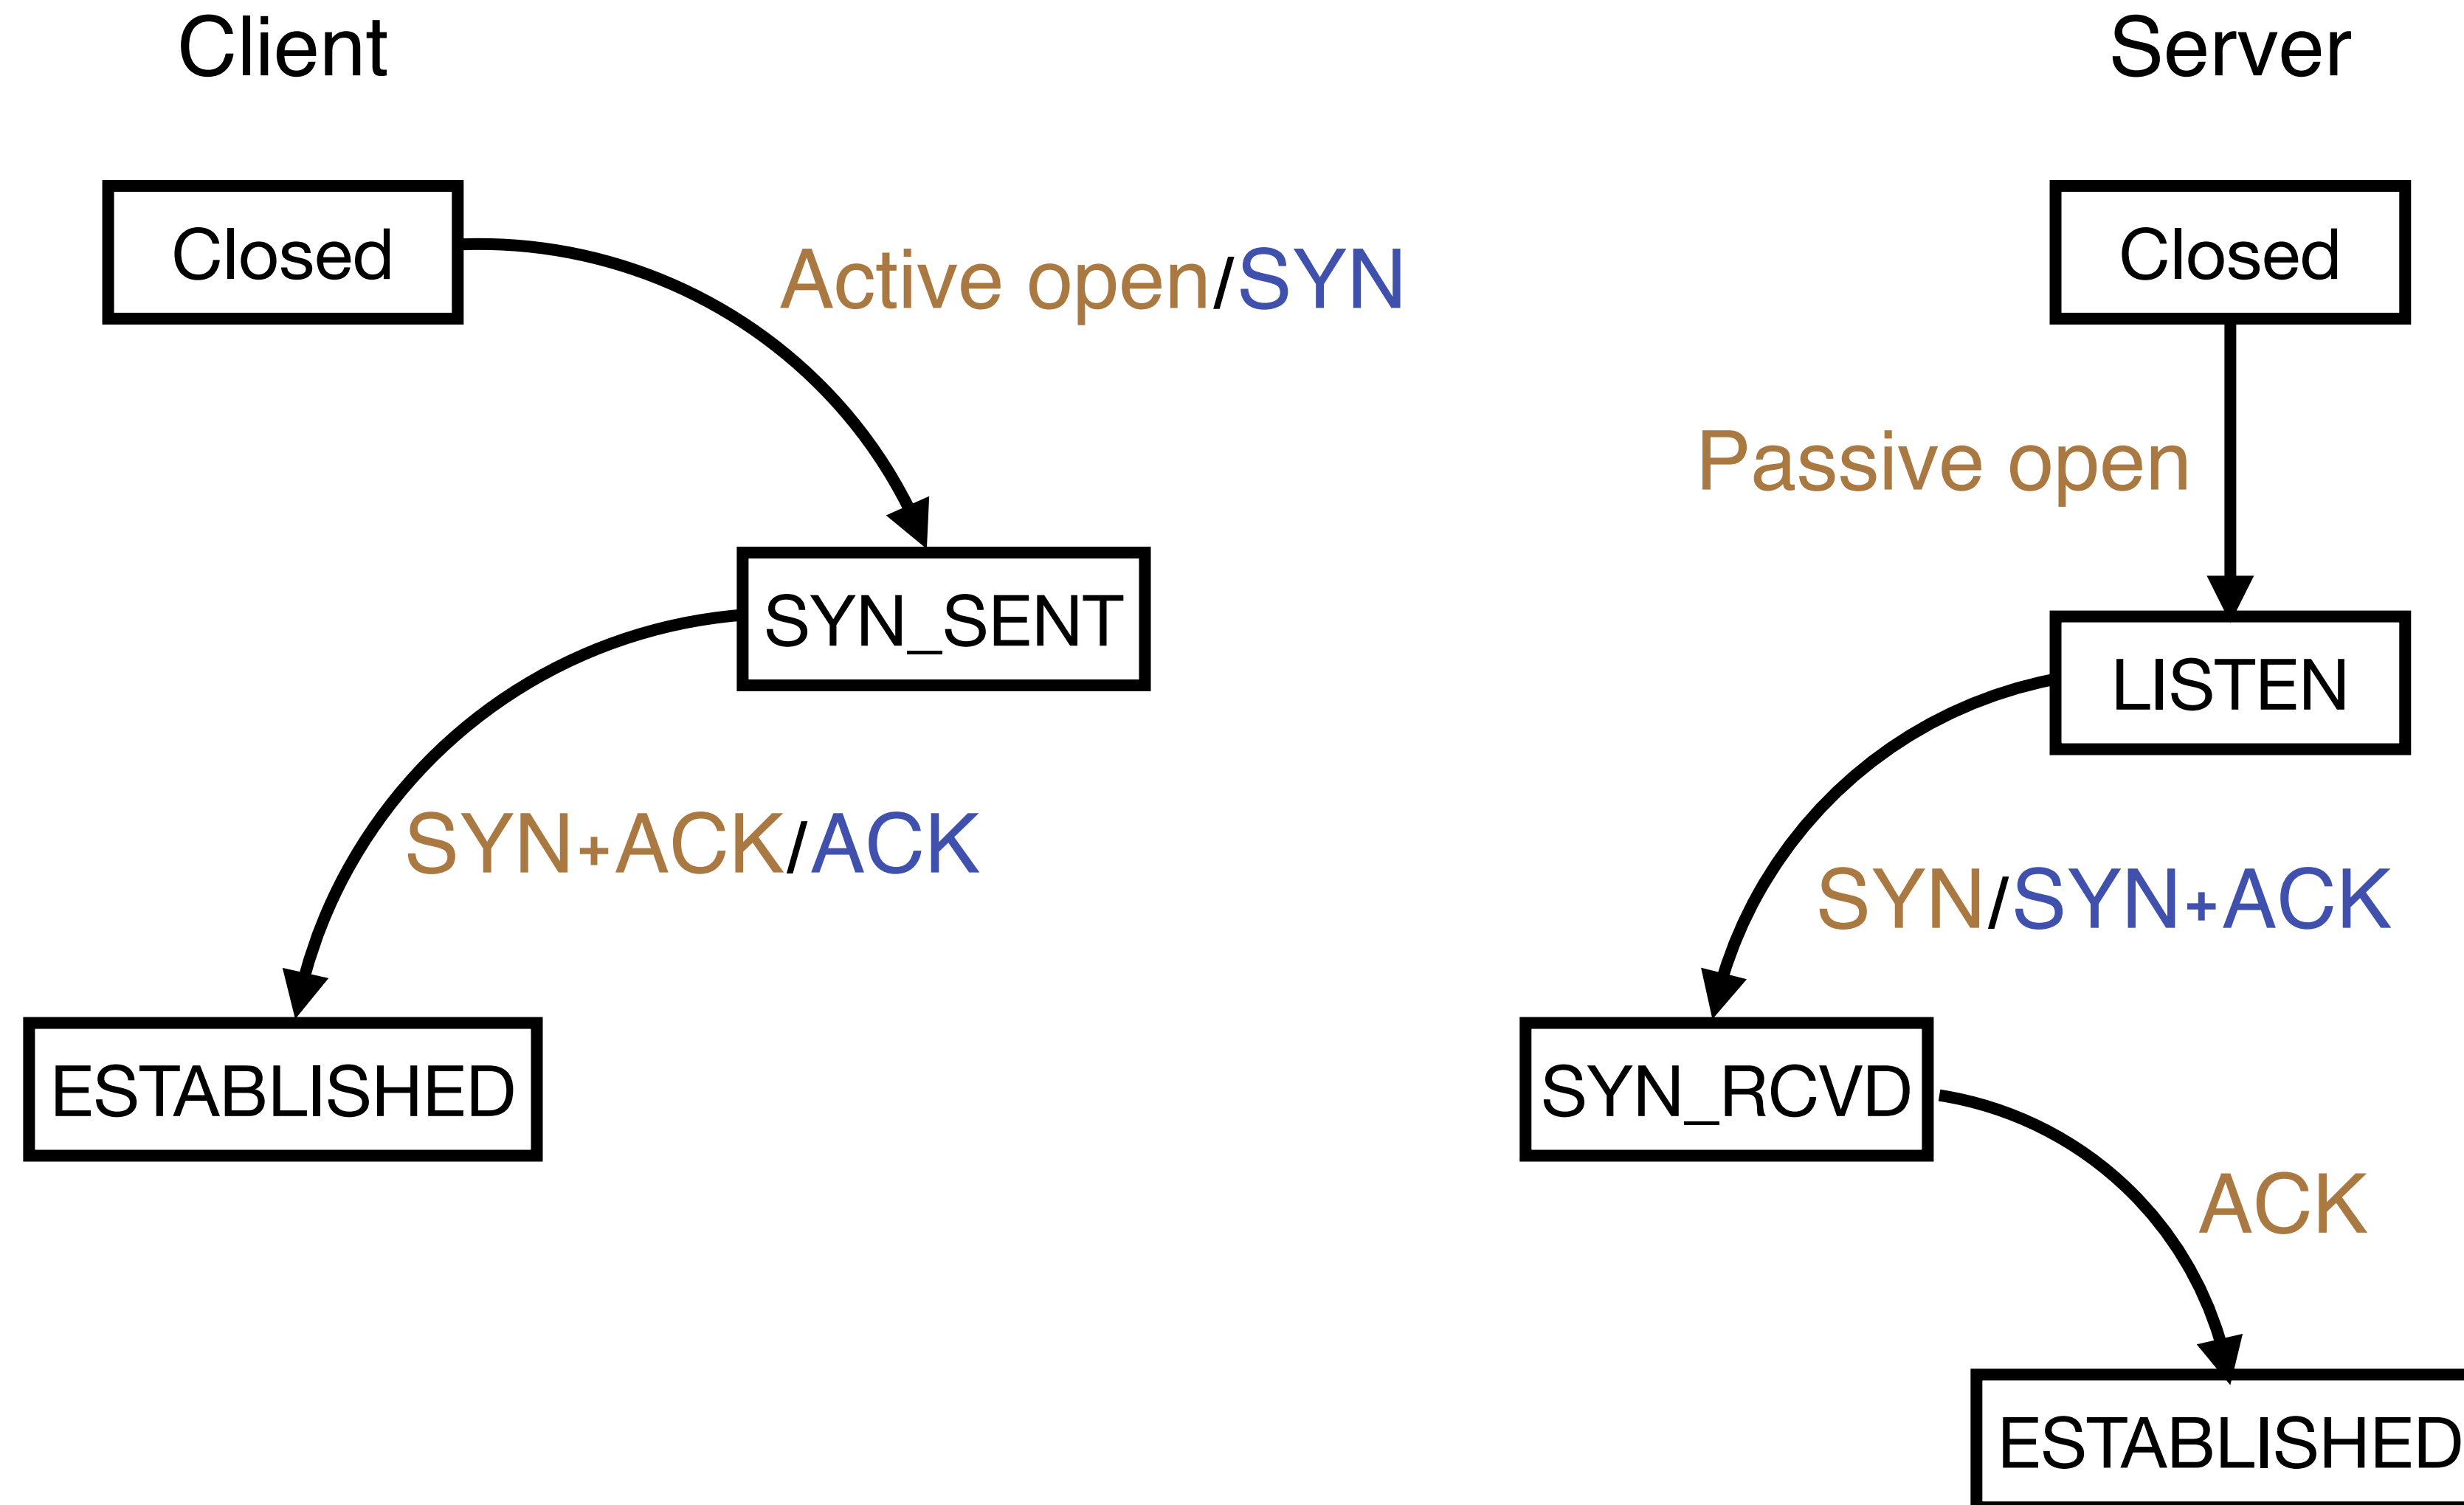 Client
Server
Closed
Closed
Active open/SYN
Passive open
SYN_SENT
LISTEN
SYN+ACK/ACK
SYN/SYN+ACK
ESTABLISHED
SYN_RCVD
ACK
ESTABLISHED